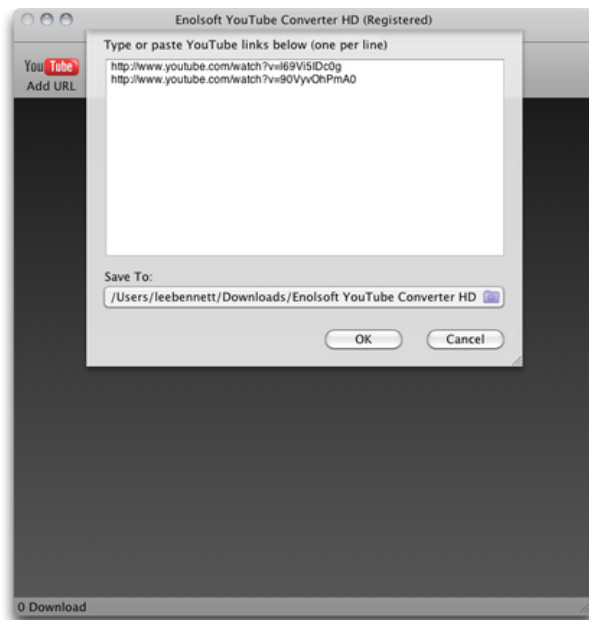 Enolsoft YouTube Converter HD (Registered)
Type or paste YouTube links below (one per line)
You Tube
Add URL
http://www.youtube.com/watch?v=l69Vi5lDc0g
http://www.youtube.com/watch?v=90VyvOhPmA0
Save To:
/Users/leebennett/Downloads/Enolsoft YouTube Converter HD
OK
Cancel
0 Download